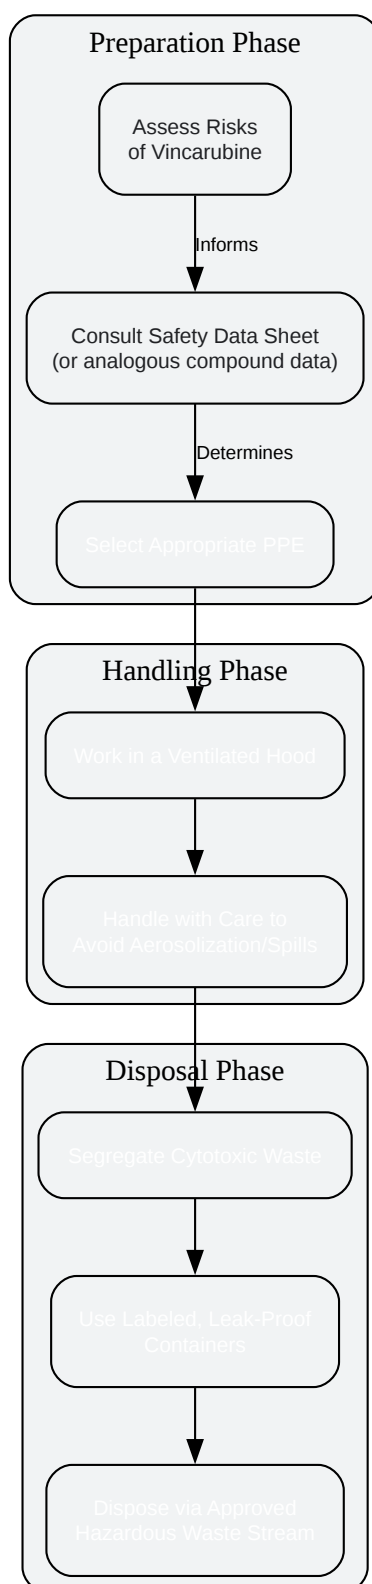 Preparation Phase
Assess Risks
of Vincarubine
Informs
Consult Safety Data Sheet
(or analogous compound data)
Determines
Select Appropriate PPE
Handling Phase
Work in a Ventilated Hood
Handle with Care to
Avoid Aerosolization/Spills
Disposal Phase
Segregate Cytotoxic Waste
Use Labeled, Leak-Proof
Containers
Dispose via Approved
Hazardous Waste Stream